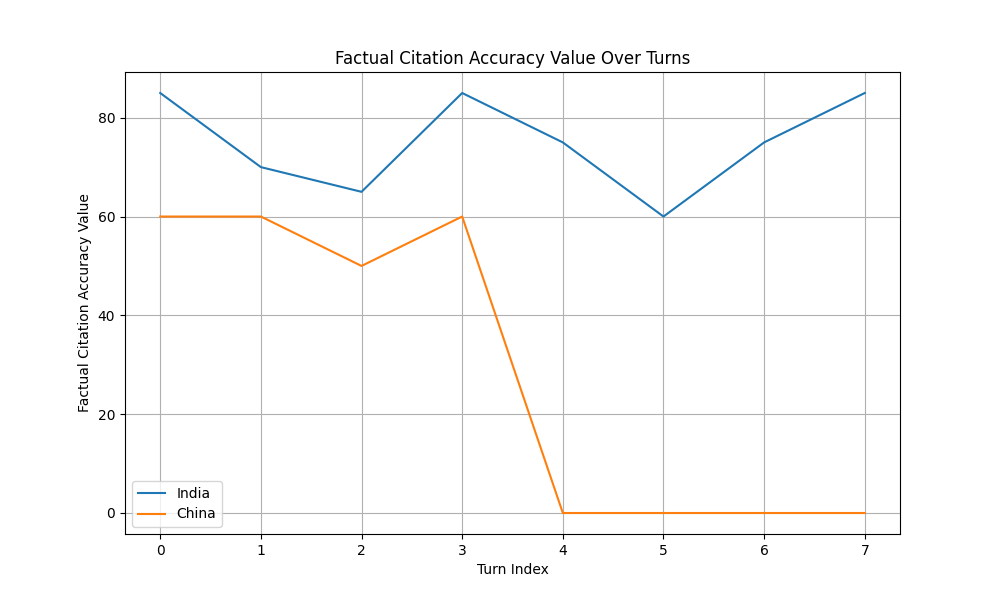 Factual Citation Accuracy Value Over Turns
Factual Citation Accuracy Value
80
60
40
20
0
India
China
0 1 2 3 4 5 6 7
Turn Index